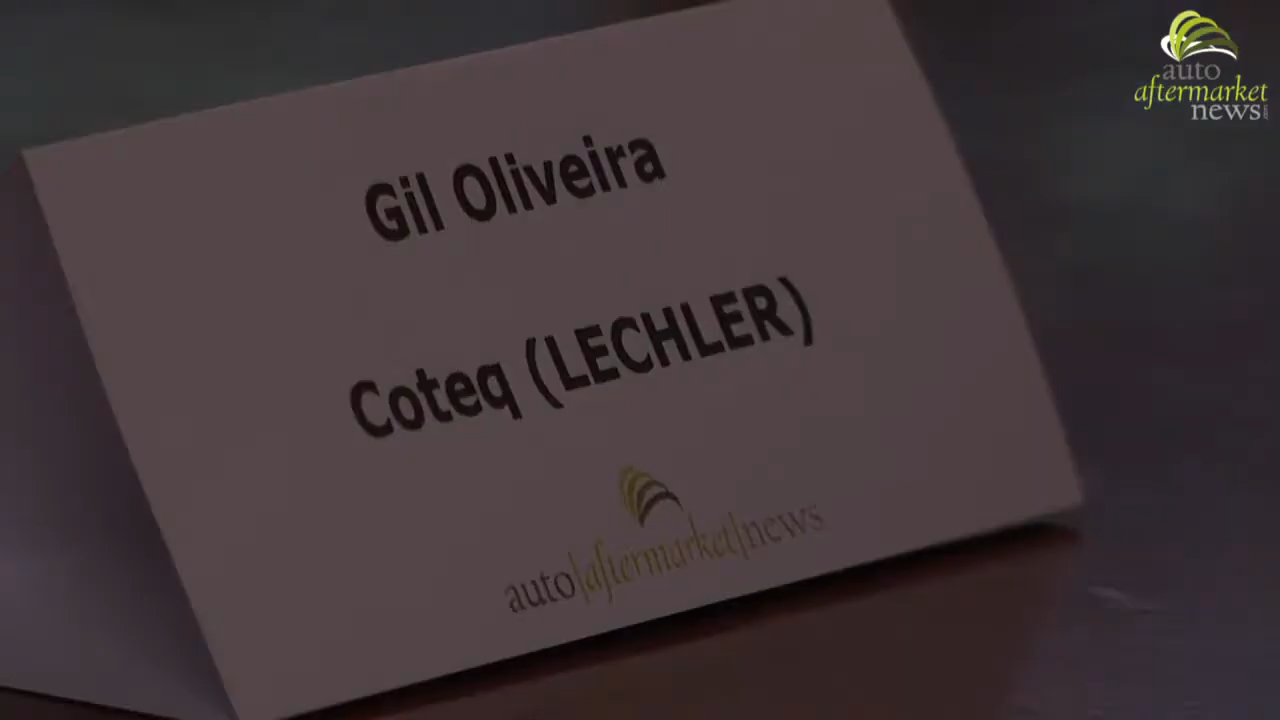 Gil Oliveira
Coteq (LECHLER)
auto|aftermarket|news
auto
aftermarket
news